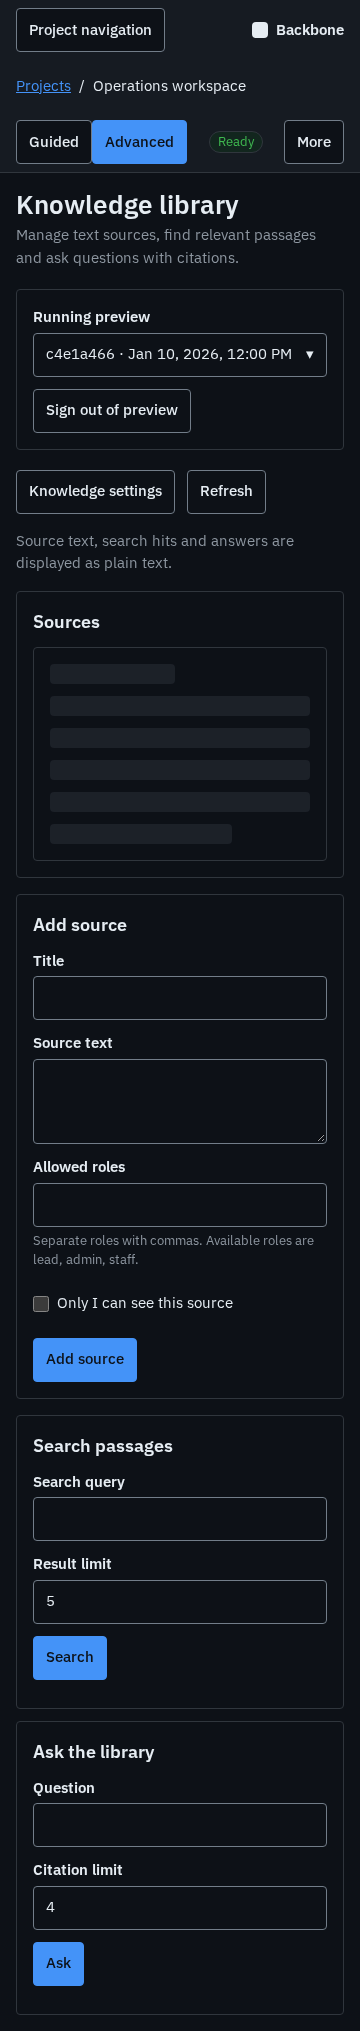 Project navigation
Backbone
Projects / Operations workspace
Guided
Advanced
Ready
More
Knowledge library
Manage text sources, find relevant passages
and ask questions with citations.
Running preview
c4e1a466 · Jan 10, 2026, 12:00 PM ▾
Sign out of preview
Knowledge settings
Refresh
Source text, search hits and answers are
displayed as plain text.
Sources
Add source
Title
Source text
Allowed roles
Separate roles with commas. Available roles are
lead, admin, staff.
Only I can see this source
Add source
Search passages
Search query
Result limit
5
Search
Ask the library
Question
Citation limit
4
Ask